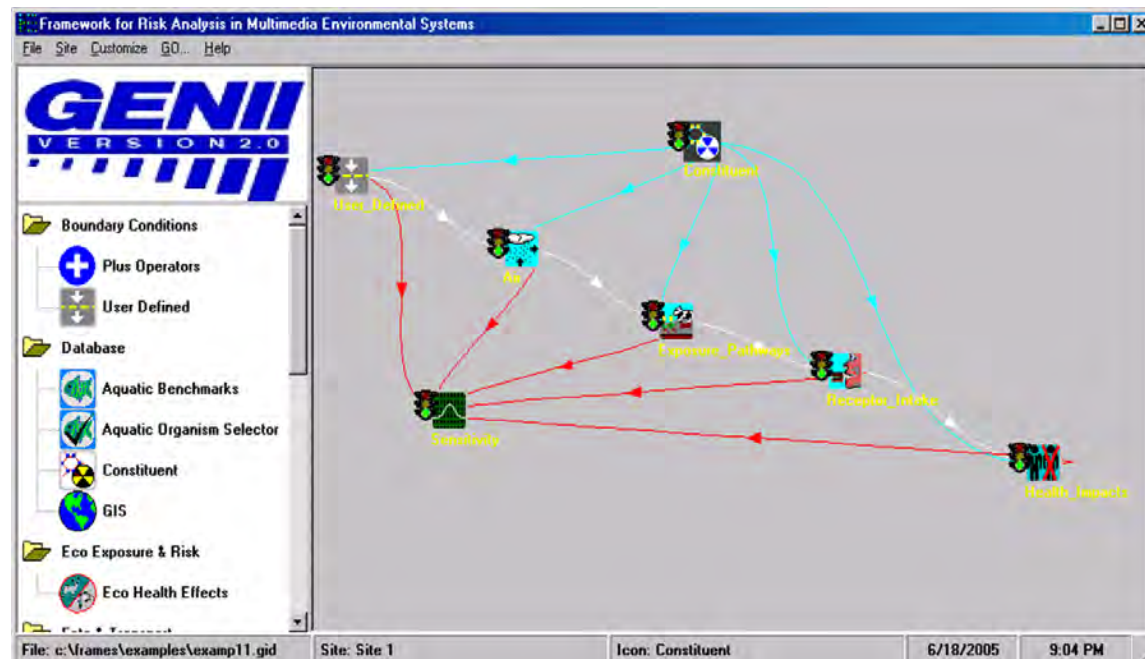 Framework for Risk Analysis in Multimedia Environmental Systems
File Site Customize GO... Help
GENII
VERSION 2.0
Boundary Conditions
Plus Operators
User Defined
Database
Aquatic Benchmarks
Aquatic Organism Selector
Constituent
GIS
Eco Exposure & Risk
Eco Health Effects
Fate & Transport
Constituent
User_Defined
Air
Exposure_Pathways
Receptor_Intake
Sensitivity
Health_Impacts
File: c:\frames\examples\examp11.gid
Site: Site 1
Icon: Constituent
6/18/2005
9:04 PM